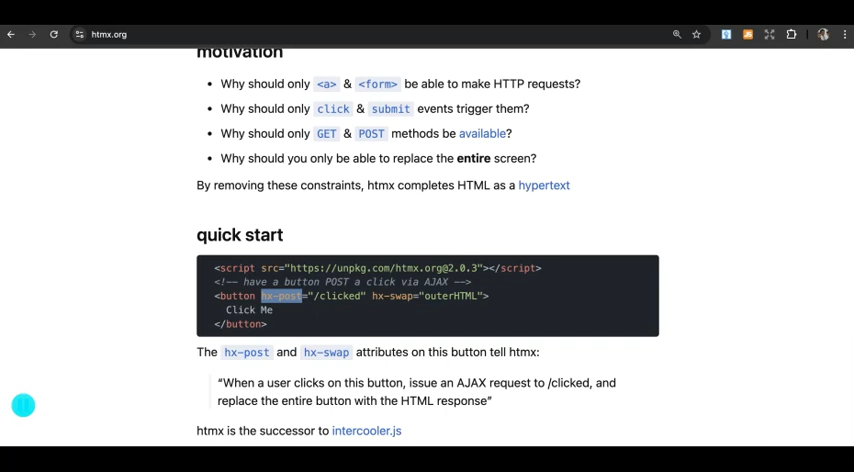 htmx.org
motivation
• Why should only <a> & <form> be able to make HTTP requests?
• Why should only click & submit events trigger them?
• Why should only GET & POST methods be available?
• Why should you only be able to replace the entire screen?
By removing these constraints, htmx completes HTML as a hypertext
quick start
<script src="https://unpkg.com/htmx.org@2.0.3"></script>
<!-- have a button POST a click via AJAX -->
<button hx-post="/clicked" hx-swap="outerHTML">
Click Me
</button>
The hx-post and hx-swap attributes on this button tell htmx:
“When a user clicks on this button, issue an AJAX request to /clicked, and
replace the entire button with the HTML response”
htmx is the successor to intercooler.js